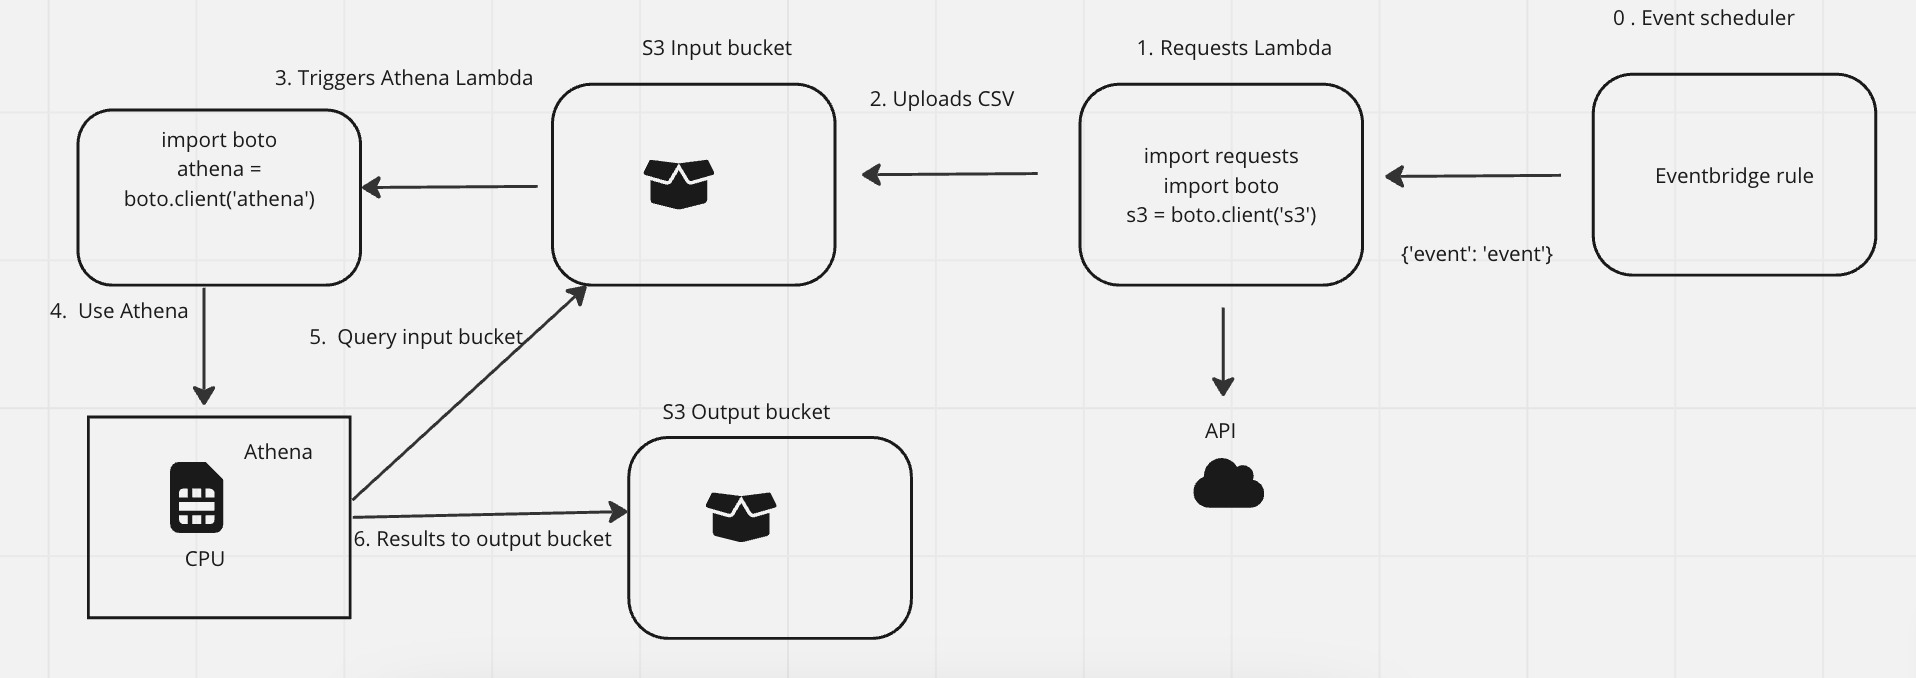 0 . Event scheduler
S3 Input bucket
1. Requests Lambda
3. Triggers Athena Lambda
2. Uploads CSV
import boto
athena =
boto.client('athena')
import requests
import boto
s3 = boto.client('s3')
Eventbridge rule
{'event': 'event'}
4. Use Athena
5. Query input bucket
S3 Output bucket
API
Athena
CPU
6. Results to output bucket